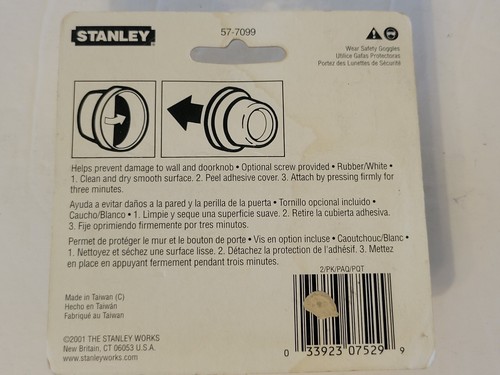 STANLEY
57-7099
Wear Safety Goggles
Utilice Gafas Protectoras
Portez des Lunettes de Sécurité
Helps prevent damage to wall and doorknob • Optional screw provided • Rubber/White •
1. Clean and dry smooth surface. 2. Peel adhesive cover. 3. Attach by pressing firmly for
three minutes.
Ayuda a evitar daños a la pared y la perilla de la puerta • Tornillo opcional incluido •
Caucho/Blanco • 1. Limpie y seque una superficie suave. 2. Retire la cubierta adhesiva.
3. Fije oprimiendo firmamente por tres minutos.
Permet de protéger le mur et le bouton de porte • Vis en option incluse • Caoutchouc/Blanc •
1. Nettoyez et séchez une surface lisse. 2. Détachez la protection de l'adhésif. 3. Mettez
en place en appuyant fermement pendant trois minutes.
2/PK/PAQ/PQT
Made in Taiwan (C)
Hecho en Taiwán
Fabriqué au Taiwan
©2001 THE STANLEY WORKS
New Britain, CT 06053 U.S.A.
www.stanleyworks.com
0 33923 07529 9